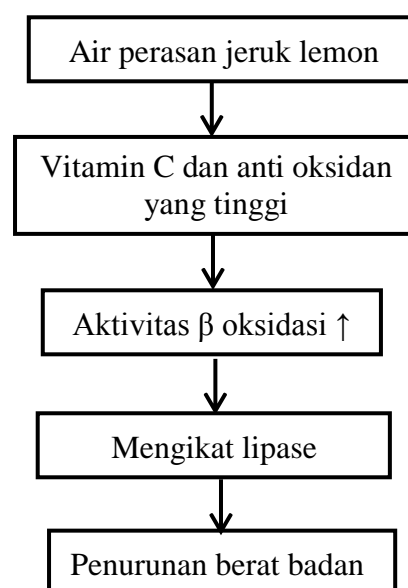 Air perasan jeruk lemon
Vitamin C dan anti oksidan
yang tinggi
Aktivitas β oksidasi ↑
Mengikat lipase
Penurunan berat badan